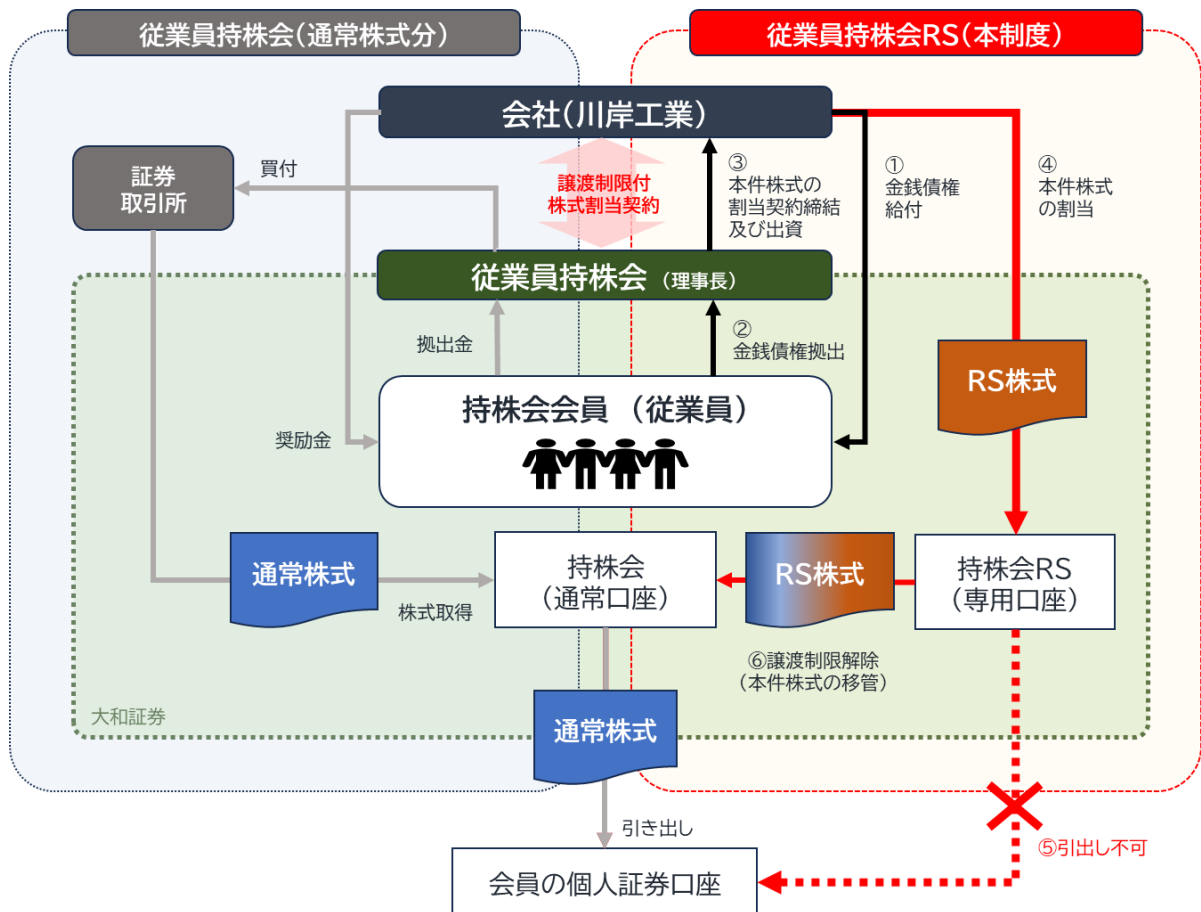 従業員持株会(通常株式分)
従業員持株会RS(本制度)
会社(川岸工業)
証券
取引所
買付
譲渡制限付
株式割当契約
③
本件株式の
割当契約締結
及び出資
①
金銭債権
給付
④
本件株式
の割当
従業員持株会 (理事長)
拠出金
②
金銭債権拠出
RS株式
持株会会員 (従業員)
奨励金
通常株式
株式取得
持株会
(通常口座)
RS株式
持株会RS
(専用口座)
⑥譲渡制限解除
(本件株式の移管)
大和証券
通常株式
引き出し
⑤引出し不可
会員の個人証券口座